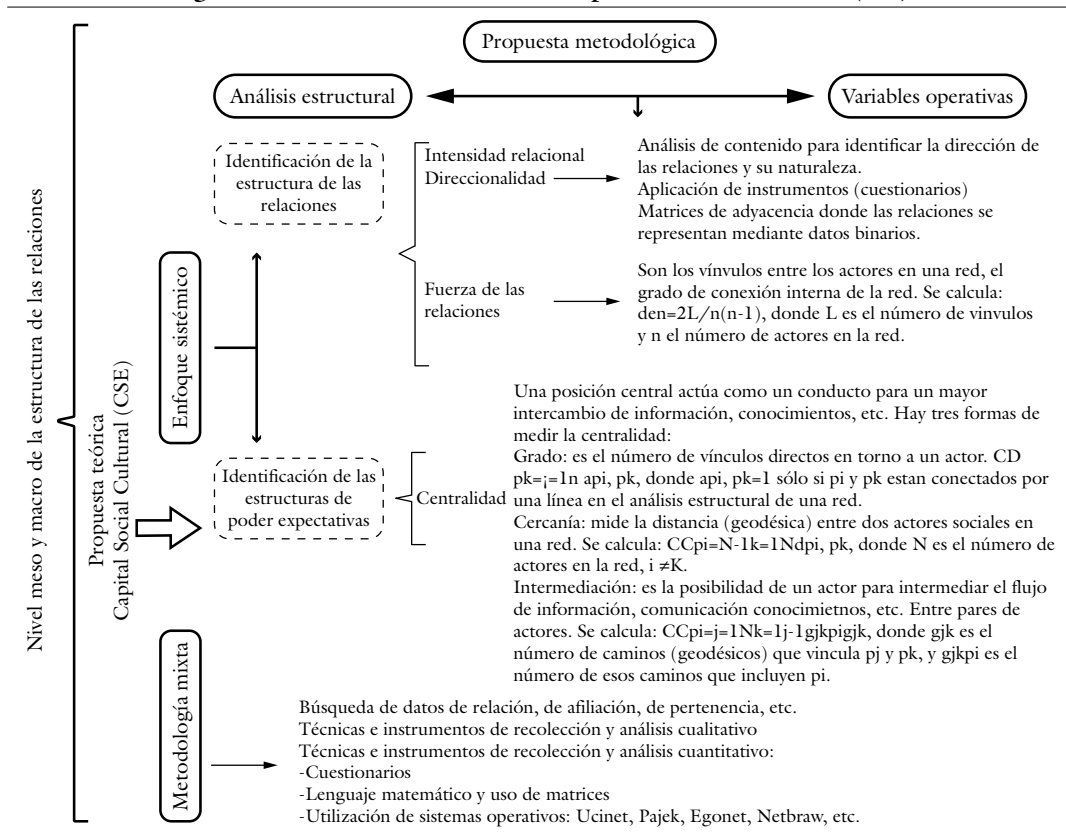 Propuesta metodológica
Análisis estructural
Variables operativas
Nivel meso y macro de la estructura de las relaciones
Propuesta teórica
Capital Social Cultural (CSE)
Enfoque sistémico
Identificación de la
estructura de las
relaciones
Intensidad relacional
Direccionalidad
Análisis de contenido para identificar la dirección de
las relaciones y su naturaleza.
Aplicación de instrumentos (cuestionarios)
Matrices de adyacencia donde las relaciones se
representan mediante datos binarios.
Fuerza de las
relaciones
Son los vínvulos entre los actores en una red, el
grado de conexión interna de la red. Se calcula:
den=2L/n(n-1), donde L es el número de vinvulos
y n el número de actores en la red.
Identificación de las
estructuras de
poder expectativas
Centralidad
Una posición central actúa como un conducto para un mayor
intercambio de información, conocimientos, etc. Hay tres formas de
medir la centralidad:
Grado: es el número de vínculos directos en torno a un actor. CD
pk=¡=1n api, pk, donde api, pk=1 sólo si pi y pk estan conectados por
una línea en el análisis estructural de una red.
Cercanía: mide la distancia (geodésica) entre dos actores sociales en
una red. Se calcula: CCpi=N-1k=1Ndpi, pk, donde N es el número de
actores en la red, i ≠K.
Intermediación: es la posibilidad de un actor para intermediar el flujo
de información, comunicación conocimietnos, etc. Entre pares de
actores. Se calcula: CCpi=j=1Nk=1j-1gjkpigjk, donde gjk es el
número de caminos (geodésicos) que vincula pj y pk, y gjkpi es el
número de esos caminos que incluyen pi.
Metodología mixta
Búsqueda de datos de relación, de afiliación, de pertenencia, etc.
Técnicas e instrumentos de recolección y análisis cualitativo
Técnicas e instrumentos de recolección y análisis cuantitativo:
-Cuestionarios
-Lenguaje matemático y uso de matrices
-Utilización de sistemas operativos: Ucinet, Pajek, Egonet, Netbraw, etc.